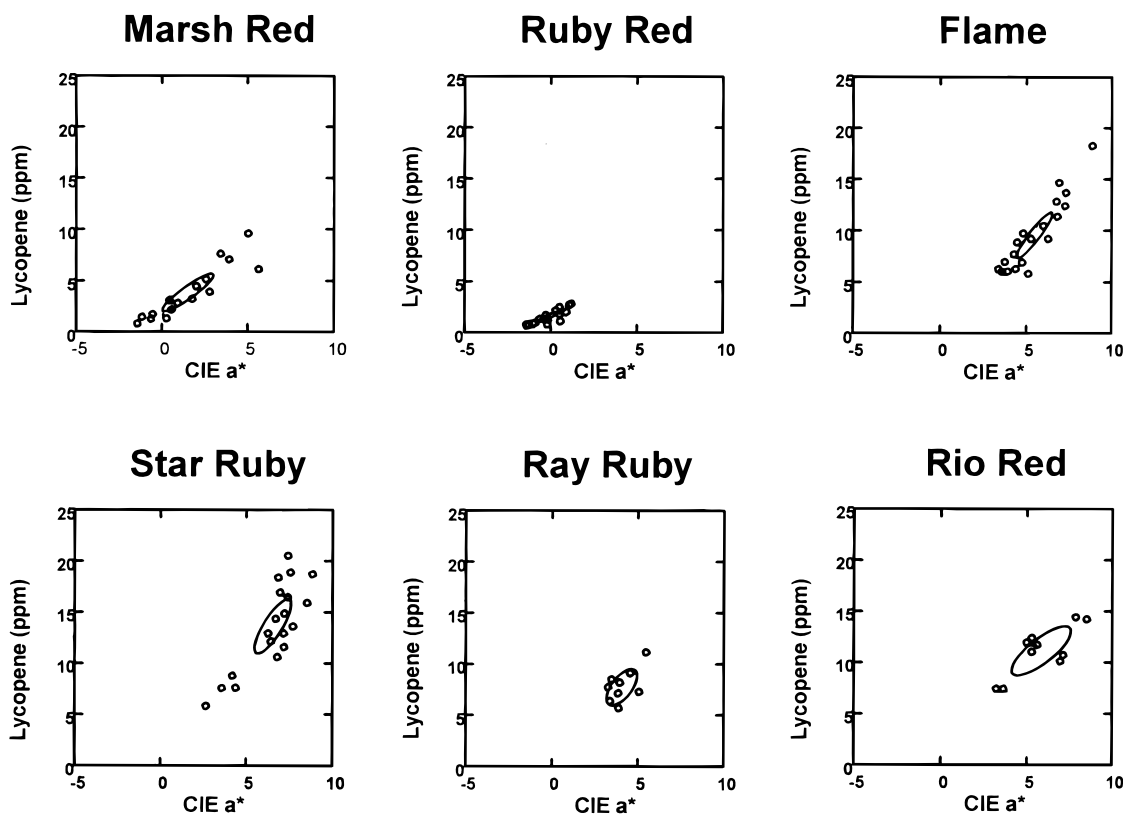 Marsh Red
Ruby Red
Flame
25
20
15
10
5
0
Lycopene (ppm)
-5 0 5 10
CIE a*
25
20
15
10
5
0
Lycopene (ppm)
-5 0 5 10
CIE a*
25
20
15
10
5
0
Lycopene (ppm)
-5 0 5 10
CIE a*
Star Ruby
Ray Ruby
Rio Red
25
20
15
10
5
0
Lycopene (ppm)
-5 0 5 10
CIE a*
25
20
15
10
5
0
Lycopene (ppm)
-5 0 5 10
CIE a*
25
20
15
10
5
0
Lycopene (ppm)
-5 0 5 10
CIE a*